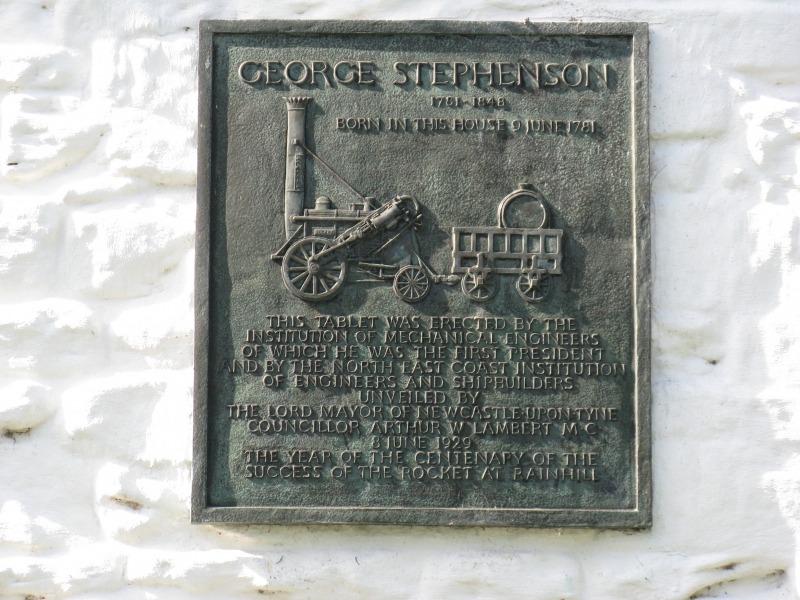 GEORGE STEPHENSON
1781-1848
BORN IN THIS HOUSE 9 JUNE 1781
THIS TABLET WAS ERECTED BY THE
INSTITUTION OF MECHANICAL ENGINEERS
OF WHICH HE WAS THE FIRST PRESIDENT
AND BY THE NORTH EAST COAST INSTITUTION
OF ENGINEERS AND SHIPBUILDERS
UNVEILED BY
THE LORD MAYOR OF NEWCASTLE-UPON-TYNE
COUNCILLOR ARTHUR W LAMBERT M·C
8 JUNE 1929
THE YEAR OF THE CENTENARY OF THE
SUCCESS OF THE ROCKET AT RAINHILL